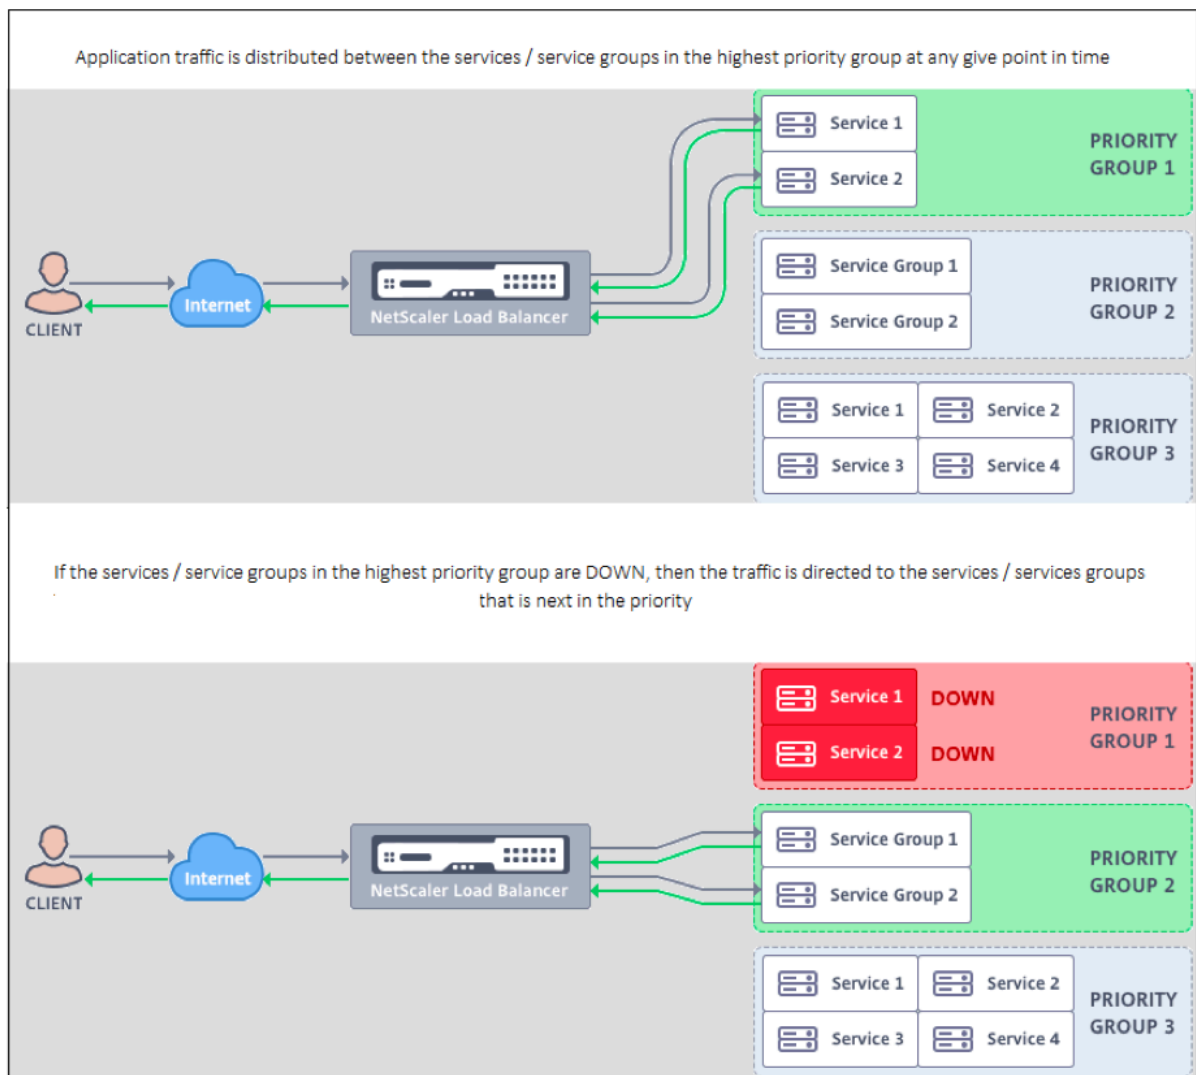 Application traffic is distributed between the services / service groups in the highest priority group at any give point in time
Service 1
Service 2
PRIORITY
GROUP 1
Service Group 1
Service Group 2
PRIORITY
GROUP 2
CLIENT
Internet
NetScaler Load Balancer
Service 1
Service 2
Service 3
Service 4
PRIORITY
GROUP 3
If the services / service groups in the highest priority group are DOWN, then the traffic is directed to the services / services groups
that is next in the priority
Service 1
DOWN
Service 2
DOWN
PRIORITY
GROUP 1
Service Group 1
Service Group 2
PRIORITY
GROUP 2
CLIENT
Internet
NetScaler Load Balancer
Service 1
Service 2
Service 3
Service 4
PRIORITY
GROUP 3